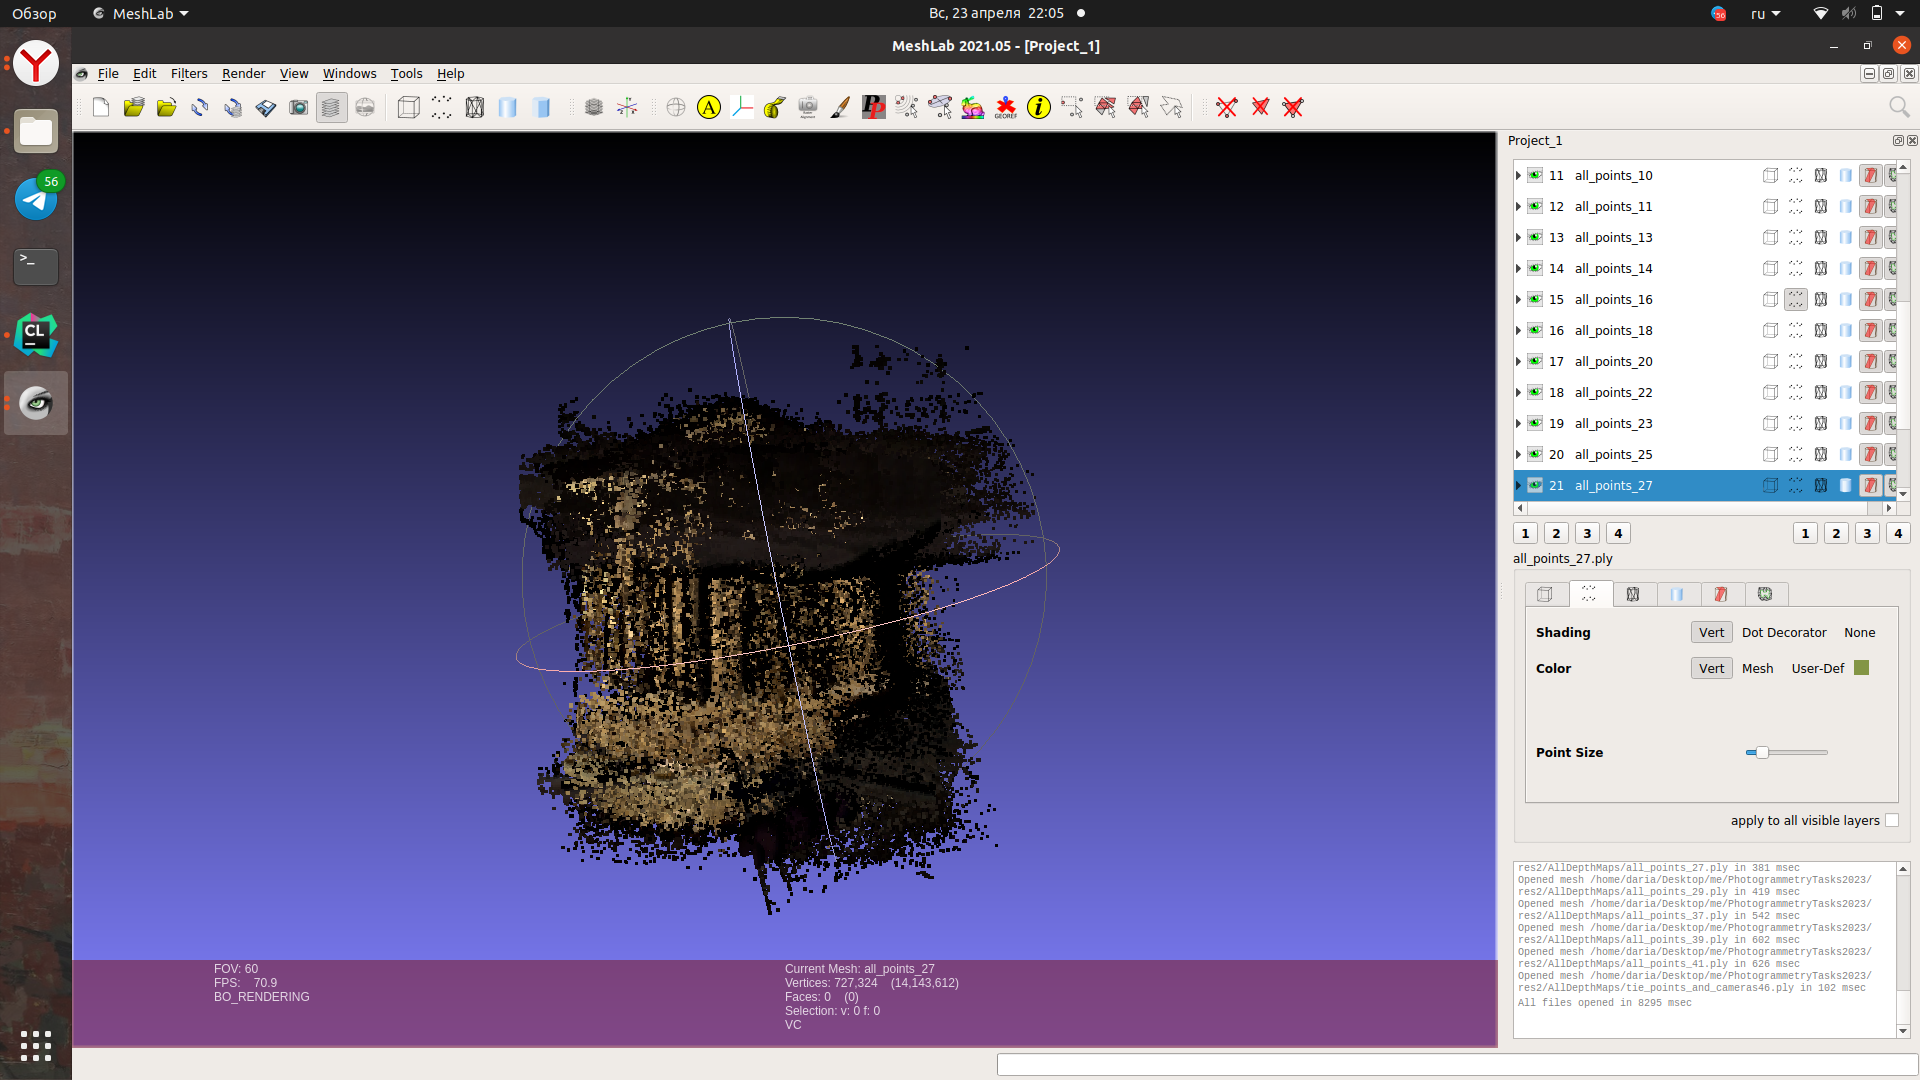 Обзор
MeshLab
Вс, 23 апреля 22:05
56
ru
MeshLab 2021.05 - [Project_1]
File Edit Filters Render View Windows Tools Help
A
PP
GEOREF
i
56
>_
CL
Project_1
11 all_points_10
12 all_points_11
13 all_points_13
14 all_points_14
15 all_points_16
16 all_points_18
17 all_points_20
18 all_points_22
19 all_points_23
20 all_points_25
21 all_points_27
1 2 3 4 1 2 3 4
all_points_27.ply
Shading Vert Dot Decorator None
Color Vert Mesh User-Def
Point Size
apply to all visible layers
res2/AllDepthMaps/all_points_27.ply in 381 msec
Opened mesh /home/daria/Desktop/me/PhotogrammetryTasks2023/
res2/AllDepthMaps/all_points_29.ply in 419 msec
Opened mesh /home/daria/Desktop/me/PhotogrammetryTasks2023/
res2/AllDepthMaps/all_points_37.ply in 542 msec
Opened mesh /home/daria/Desktop/me/PhotogrammetryTasks2023/
res2/AllDepthMaps/all_points_39.ply in 602 msec
Opened mesh /home/daria/Desktop/me/PhotogrammetryTasks2023/
res2/AllDepthMaps/all_points_41.ply in 626 msec
Opened mesh /home/daria/Desktop/me/PhotogrammetryTasks2023/
res2/AllDepthMaps/tie_points_and_cameras46.ply in 102 msec
All files opened in 8295 msec
FOV: 60
FPS: 70.9
BO_RENDERING
Current Mesh: all_points_27
Vertices: 727,324 (14,143,612)
Faces: 0 (0)
Selection: v: 0 f: 0
VC